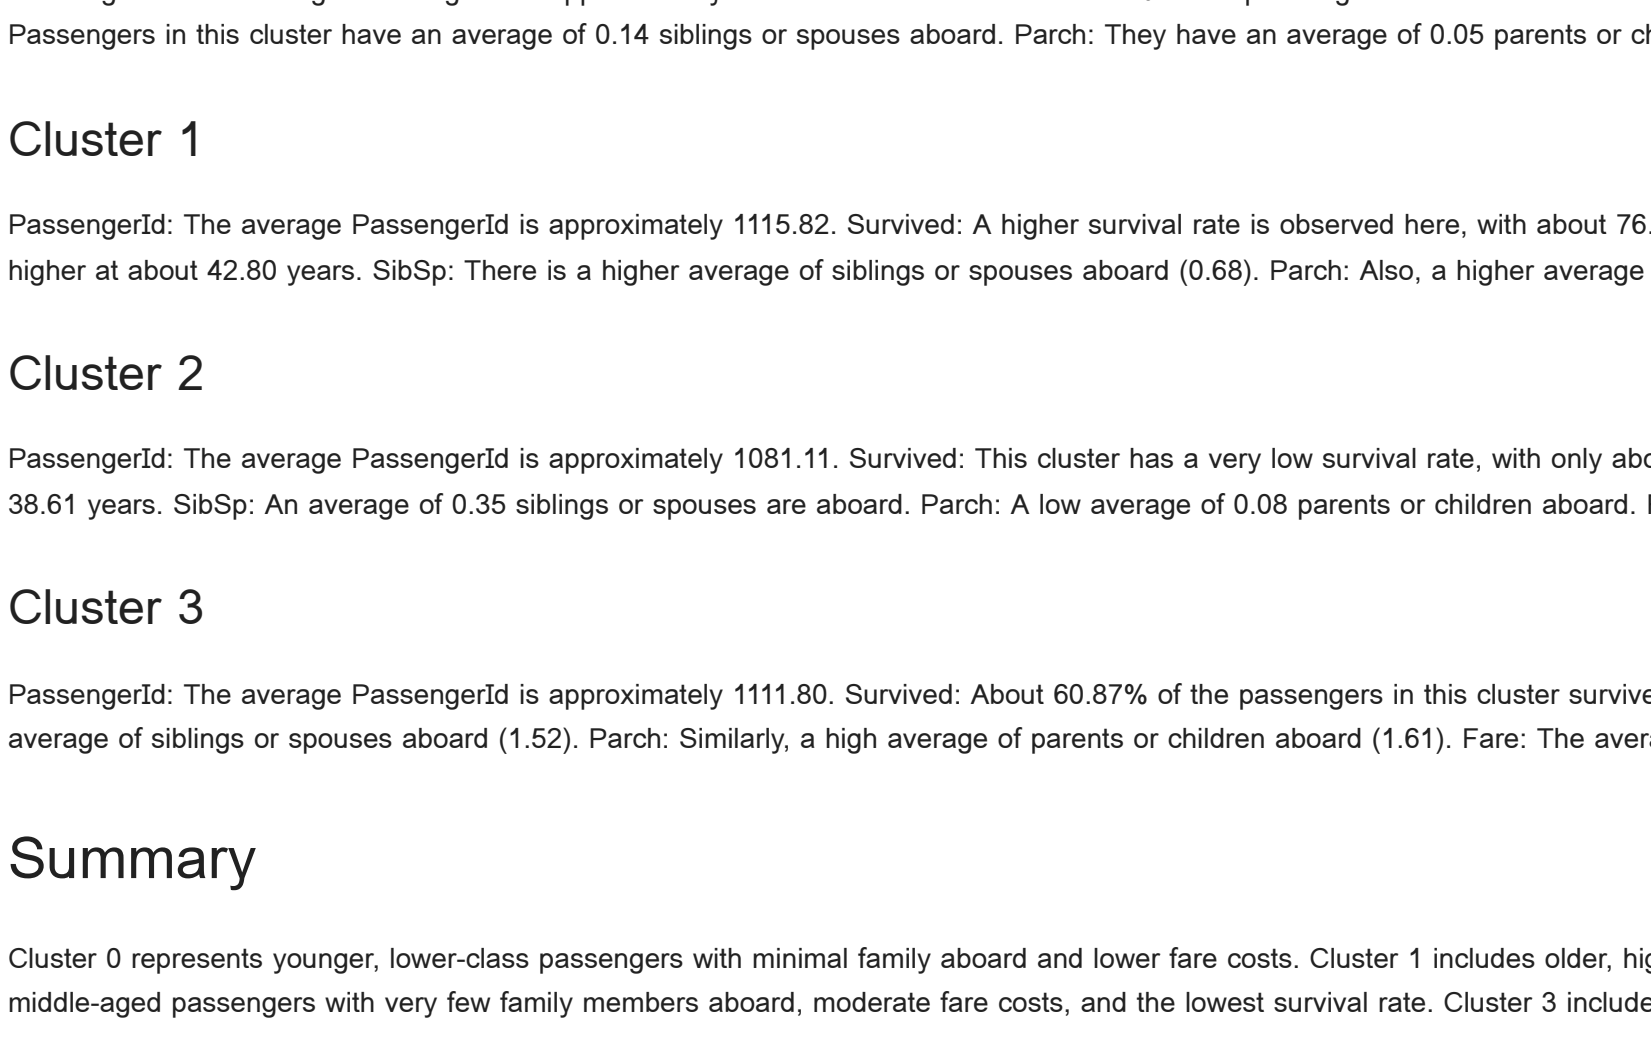 Passengers in this cluster have an average of 0.14 siblings or spouses aboard. Parch: They have an average of 0.05 parents or
Cluster 1
PassengerId: The average PassengerId is approximately 1115.82. Survived: A higher survival rate is observed here, with about 76.
higher at about 42.80 years. SibSp: There is a higher average of siblings or spouses aboard (0.68). Parch: Also, a higher average
Cluster 2
PassengerId: The average PassengerId is approximately 1081.11. Survived: This cluster has a very low survival rate, with only
38.61 years. SibSp: An average of 0.35 siblings or spouses are aboard. Parch: A low average of 0.08 parents or children aboard.
Cluster 3
PassengerId: The average PassengerId is approximately 1111.80. Survived: About 60.87% of the passengers in this cluster survive
average of siblings or spouses aboard (1.52). Parch: Similarly, a high average of parents or children aboard (1.61). Fare: The
Summary
Cluster 0 represents younger, lower-class passengers with minimal family aboard and lower fare costs. Cluster 1 includes older,
middle-aged passengers with very few family members aboard, moderate fare costs, and the lowest survival rate. Cluster 3 include